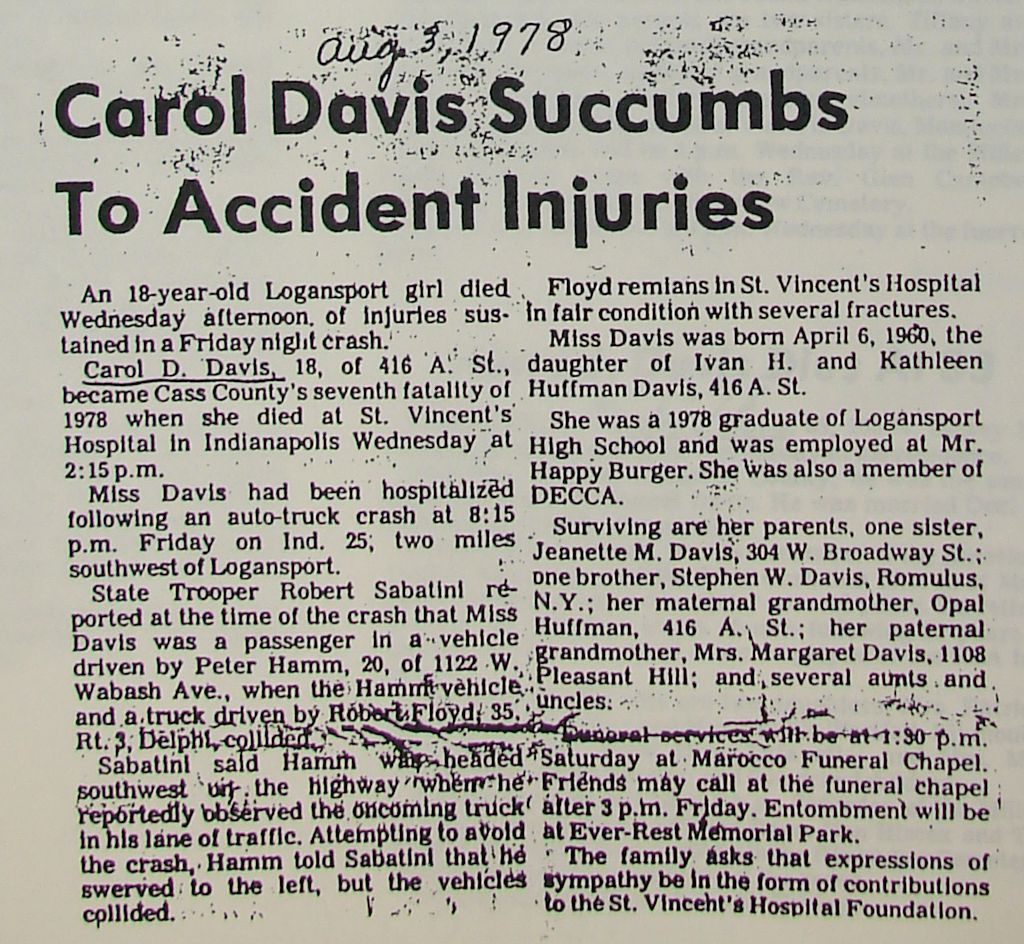 Aug 3, 1978
Carol Davis Succumbs
To Accident Injuries
An 18-year-old Logansport girl died
Wednesday afternoon, of injuries sus-
tained in a Friday night crash.
Carol D. Davis, 18, of 416 A. St.,
became Cass County's seventh fatality of
1978 when she died at St. Vincent's
Hospital in Indianapolis Wednesday at
2:15 p.m.
Miss Davis had been hospitalized
following an auto-truck crash at 8:15
p.m. Friday on Ind. 25; two miles
southwest of Logansport.
State Trooper Robert Sabatini re-
ported at the time of the crash that Miss
Davis was a passenger in a vehicle
driven by Peter Hamm, 20, of 1122 W.
Wabash Ave., when the Hamm vehicle
and a truck driven by Robert Floyd, 35.
Rt. 3, Delphi, collided.
Sabatini said Hamm was headed
southwest on the highway when he
reportedly observed the oncoming truck
in his lane of traffic. Attempting to avoid
the crash, Hamm told Sabatini that he
swerved to the left, but the vehicles
collided.
Floyd remians in St. Vincent's Hospital
in fair condition with several fractures.
Miss Davis was born April 6, 1960, the
daughter of Ivan H. and Kathleen
Huffman Davis, 416 A. St.
She was a 1978 graduate of Logansport
High School and was employed at Mr.
Happy Burger. She was also a member of
DECCA.
Surviving are her parents, one sister,
Jeanette M. Davis, 304 W. Broadway St.;
one brother, Stephen W. Davis, Romulus,
N.Y.; her maternal grandmother, Opal
Huffman, 416 A. St.; her paternal
grandmother, Mrs. Margaret Davis, 1108
Pleasant Hill; and several aunts and
uncles.
Funeral services will be at 1:30 p.m.
Saturday at Marocco Funeral Chapel.
Friends may call at the funeral chapel
after 3 p.m. Friday. Entombment will be
at Ever-Rest Memorial Park.
The family asks that expressions of
sympathy be in the form of contributions
to the St. Vincent's Hospital Foundation.